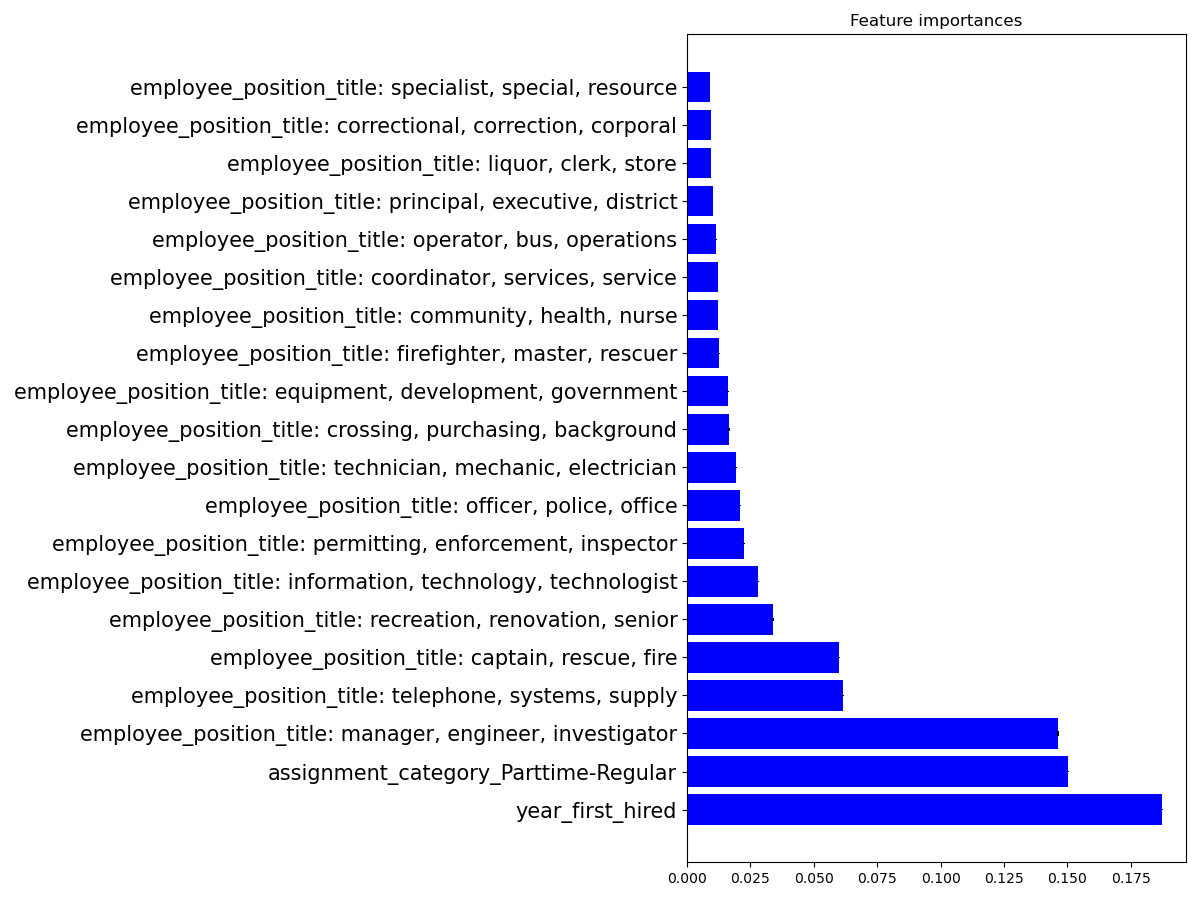 Feature importances
employee_position_title: specialist, special, resource
employee_position_title: correctional, correction, corporal
employee_position_title: liquor, clerk, store
employee_position_title: principal, executive, district
employee_position_title: operator, bus, operations
employee_position_title: coordinator, services, service
employee_position_title: community, health, nurse
employee_position_title: firefighter, master, rescuer
employee_position_title: equipment, development, government
employee_position_title: crossing, purchasing, background
employee_position_title: technician, mechanic, electrician
employee_position_title: officer, police, office
employee_position_title: permitting, enforcement, inspector
employee_position_title: information, technology, technologist
employee_position_title: recreation, renovation, senior
employee_position_title: captain, rescue, fire
employee_position_title: telephone, systems, supply
employee_position_title: manager, engineer, investigator
assignment_category_Parttime-Regular
year_first_hired
0.000 0.025 0.050 0.075 0.100 0.125 0.150 0.175